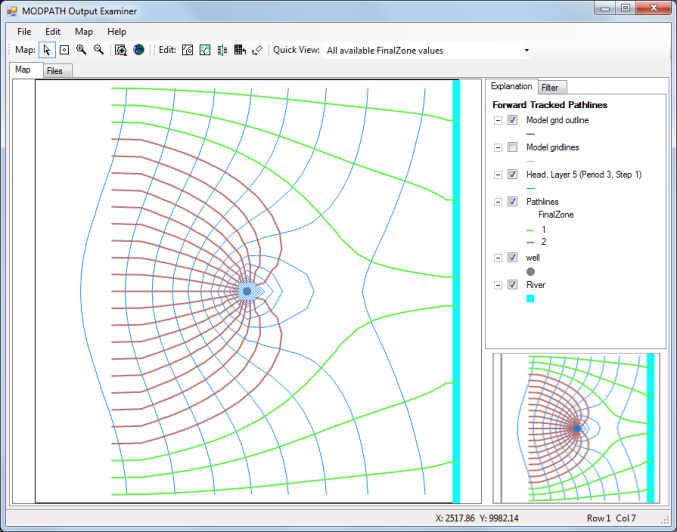 MODPATH Output Examiner
File Edit Map Help
Map: Edit: Quick View: All available FinalZone values
Map Files
Explanation Filter
Forward Tracked Pathlines
Model grid outline
Model gridlines
Head, Layer 5 (Period 3, Step 1)
Pathlines
FinalZone
1
2
well
River
X: 2517.86 Y: 9982.14 Row 1 Col 7